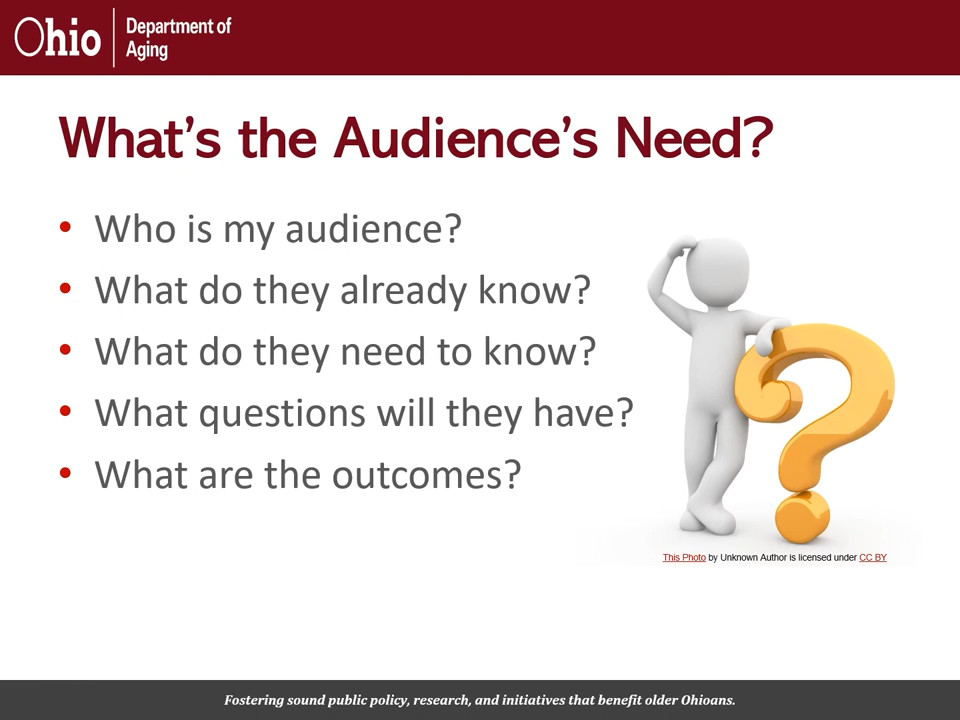 Ohio
Department of
Aging
What's the Audience's Need?
• Who is my audience?
• What do they already know?
• What do they need to know?
• What questions will they have?
• What are the outcomes?
This Photo by Unknown Author is licensed under CC BY
Fostering sound public policy, research, and initiatives that benefit older Ohioans.